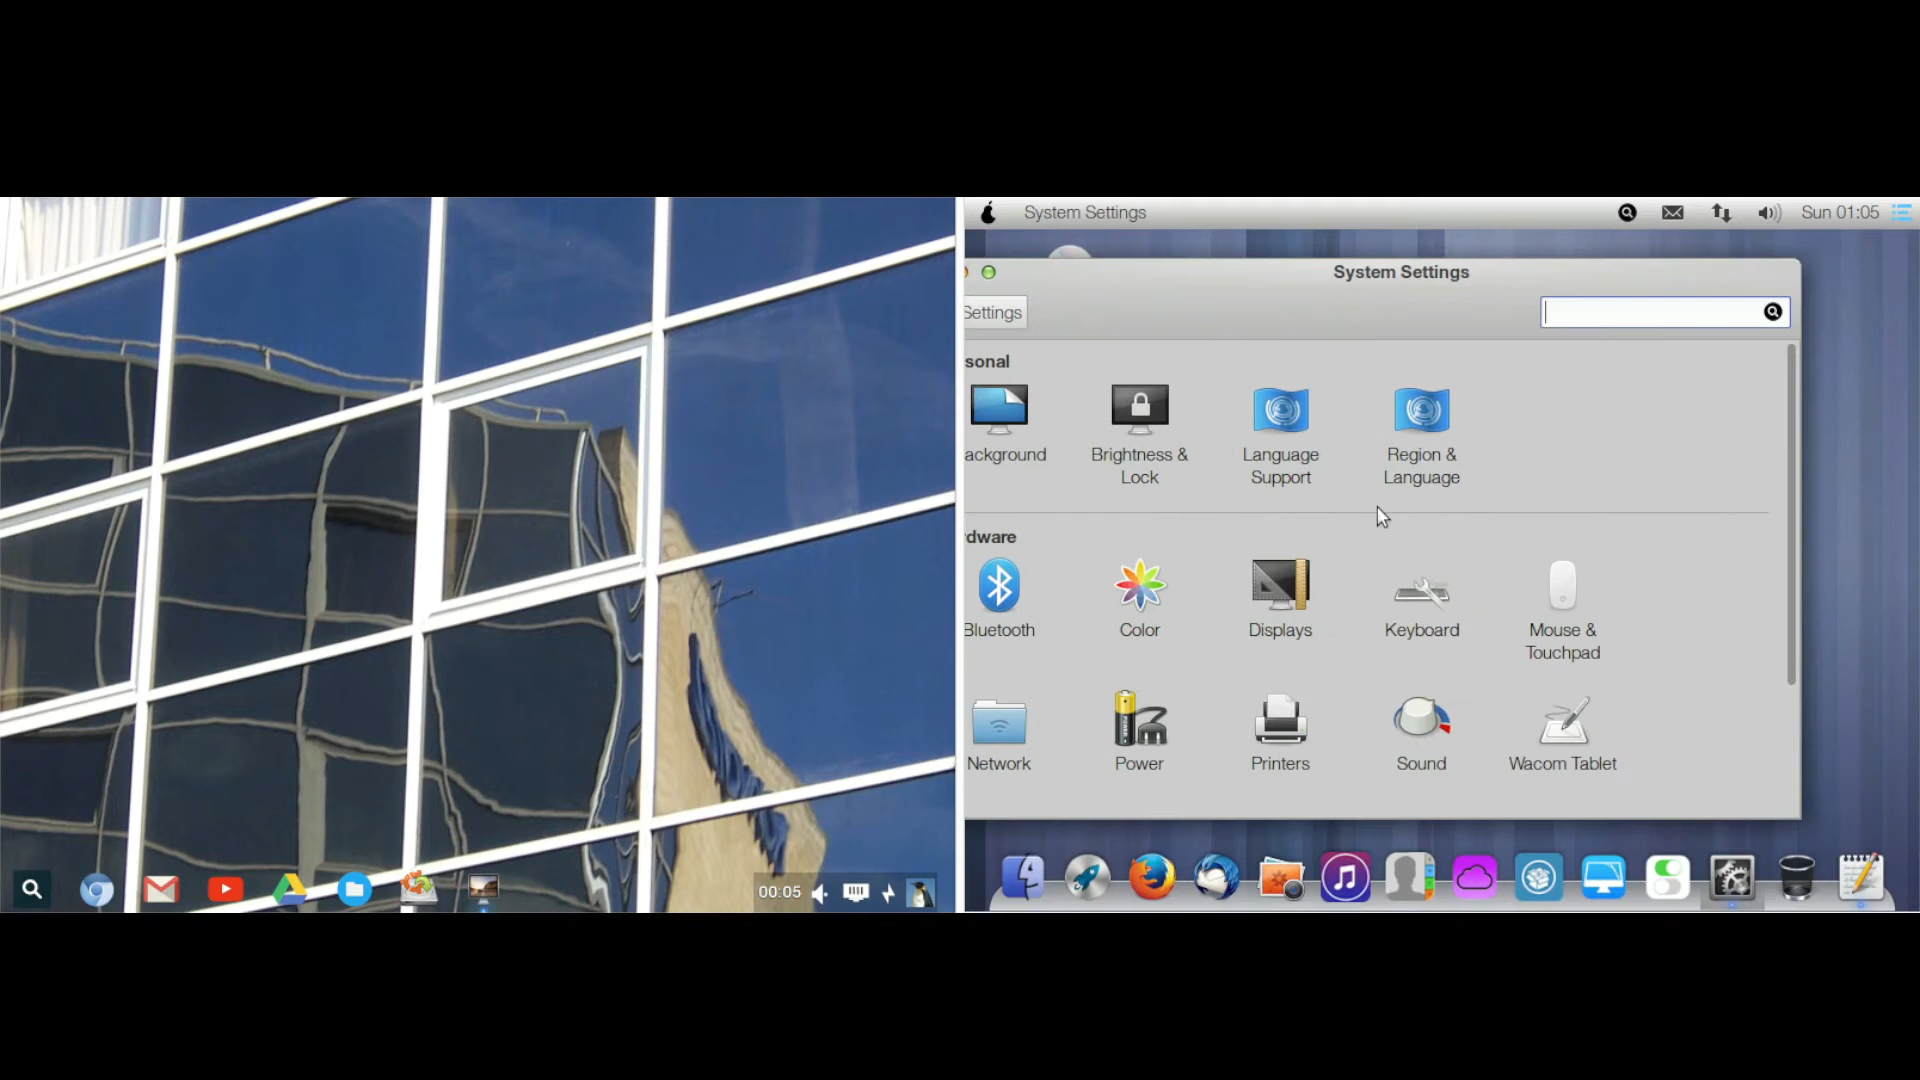 System Settings
Sun 01:05
System Settings
Settings
sonal
ackground
Brightness &
Lock
Language
Support
Region &
Language
dware
Bluetooth
Color
Displays
Keyboard
Mouse &
Touchpad
Network
Power
Printers
Sound
Wacom Tablet
00:05